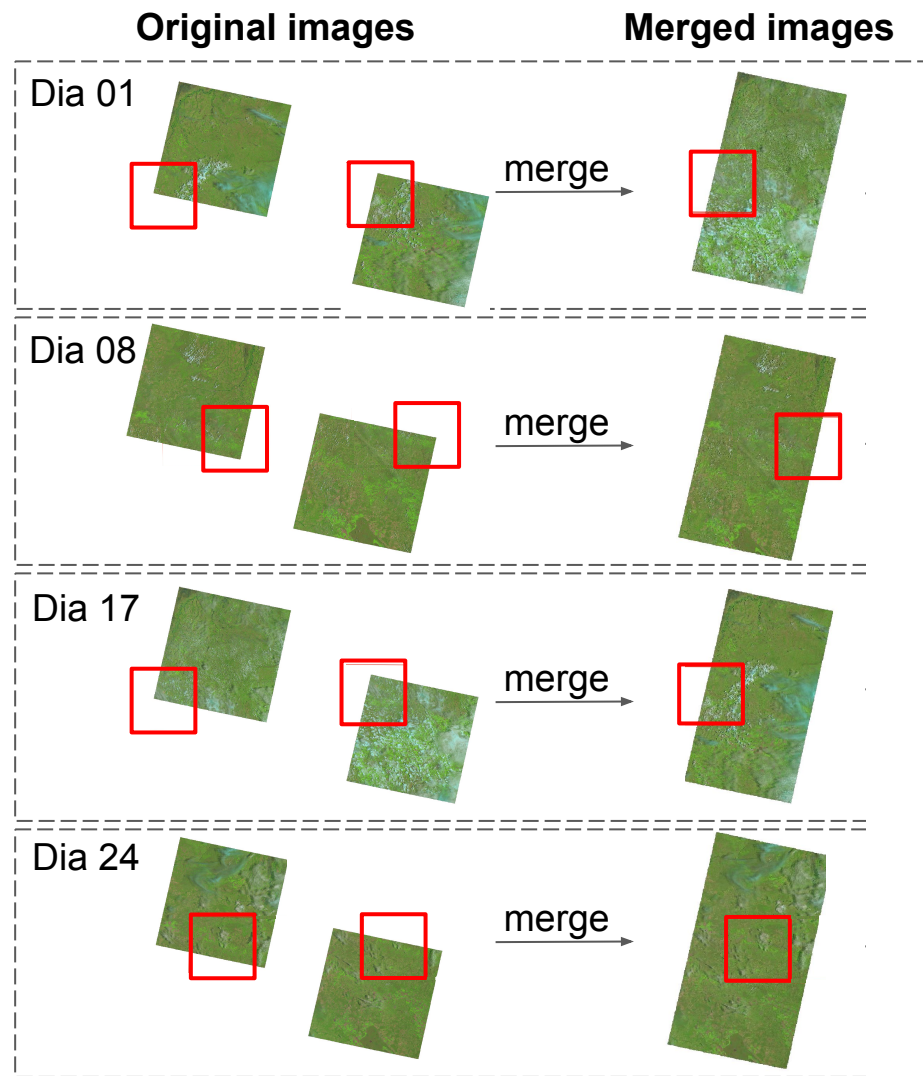 Original images
Merged images
Dia 01
merge
Dia 08
merge
Dia 17
merge
Dia 24
merge